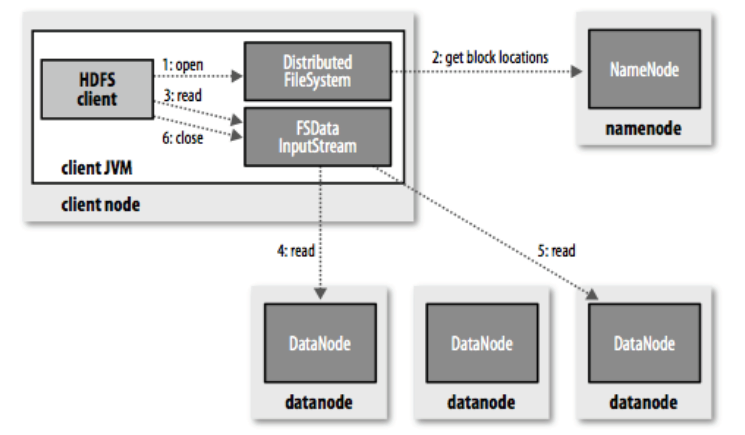 1: open
Distributed
FileSystem
2: get block locations
NameNode
HDFS
client
3: read
6: close
FSData
InputStream
namenode
client JVM
client node
4: read
5: read
DataNode
DataNode
DataNode
datanode
datanode
datanode